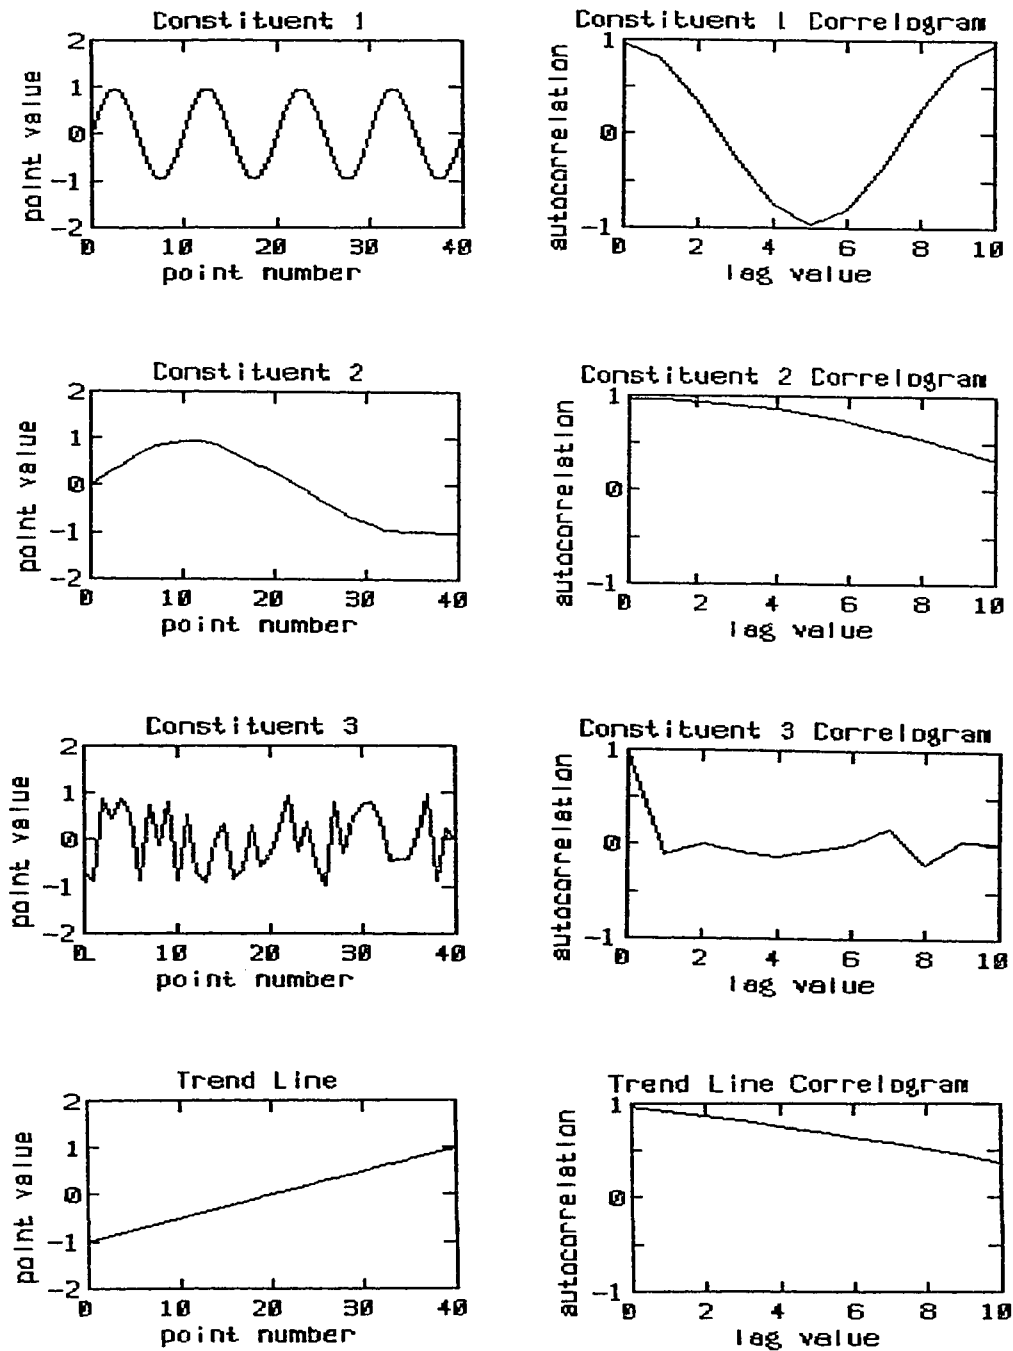 Constituent 1
Constituent 1 Correlogram
2
1
0
-1
-2
point value
0 10 20 30 40
point number
1
0
-1
autocorrelation
0 2 4 6 8 10
lag value
Constituent 2
Constituent 2 Correlogram
2
1
0
-1
-2
point value
0 10 20 30 40
point number
1
0
-1
autocorrelation
0 2 4 6 8 10
lag value
Constituent 3
Constituent 3 Correlogram
2
1
0
-1
-2
point value
0 10 20 30 40
point number
1
0
-1
autocorrelation
0 2 4 6 8 10
lag value
Trend Line
Trend Line Correlogram
2
1
0
-1
-2
point value
0 10 20 30 40
point number
1
0
-1
autocorrelation
0 2 4 6 8 10
lag value